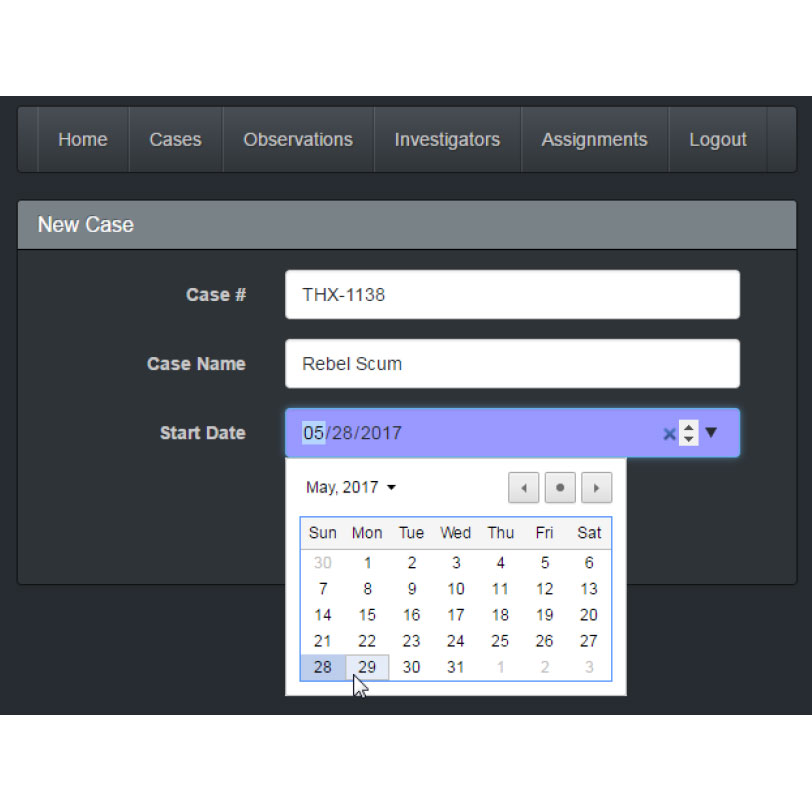 Home Cases Observations Investigators Assignments Logout
New Case
Case # THX-1138
Case Name Rebel Scum
Start Date 05/28/2017
May, 2017
Sun Mon Tue Wed Thu Fri Sat
30 1 2 3 4 5 6
7 8 9 10 11 12 13
14 15 16 17 18 19 20
21 22 23 24 25 26 27
28 29 30 31 1 2 3